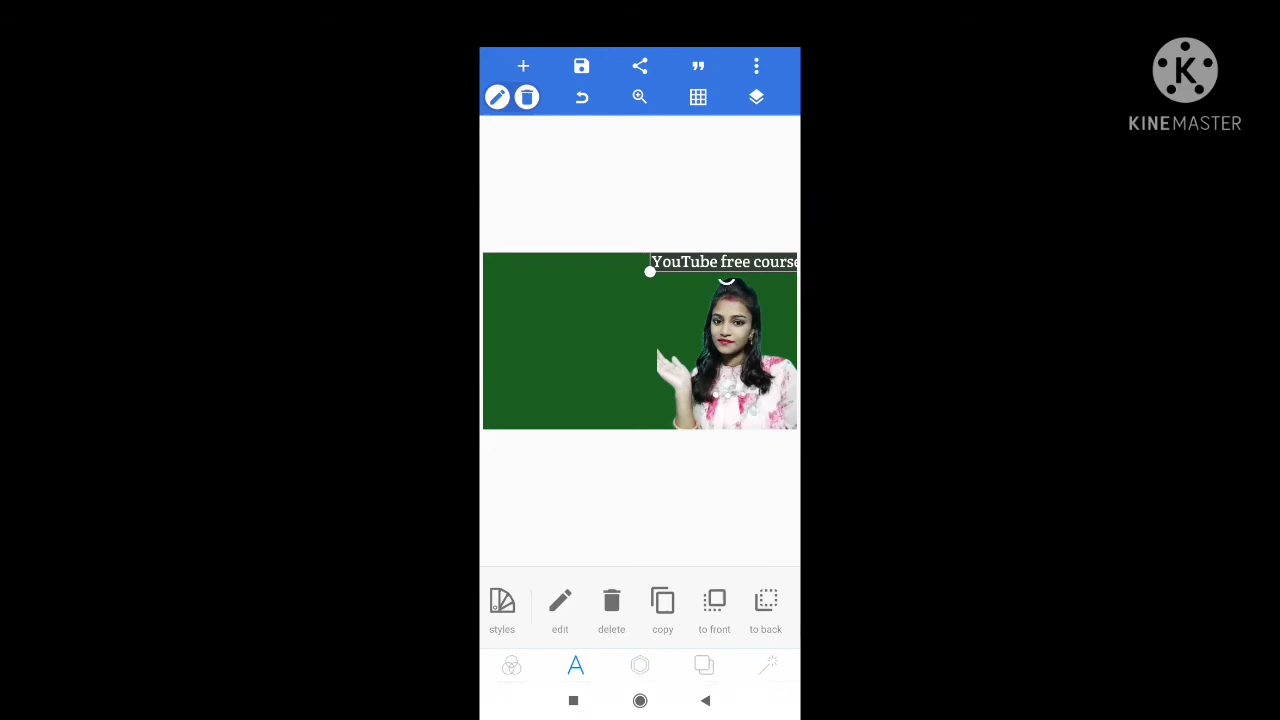 KINEMASTER
YouTube free course
styles
edit
delete
copy
to front
to back